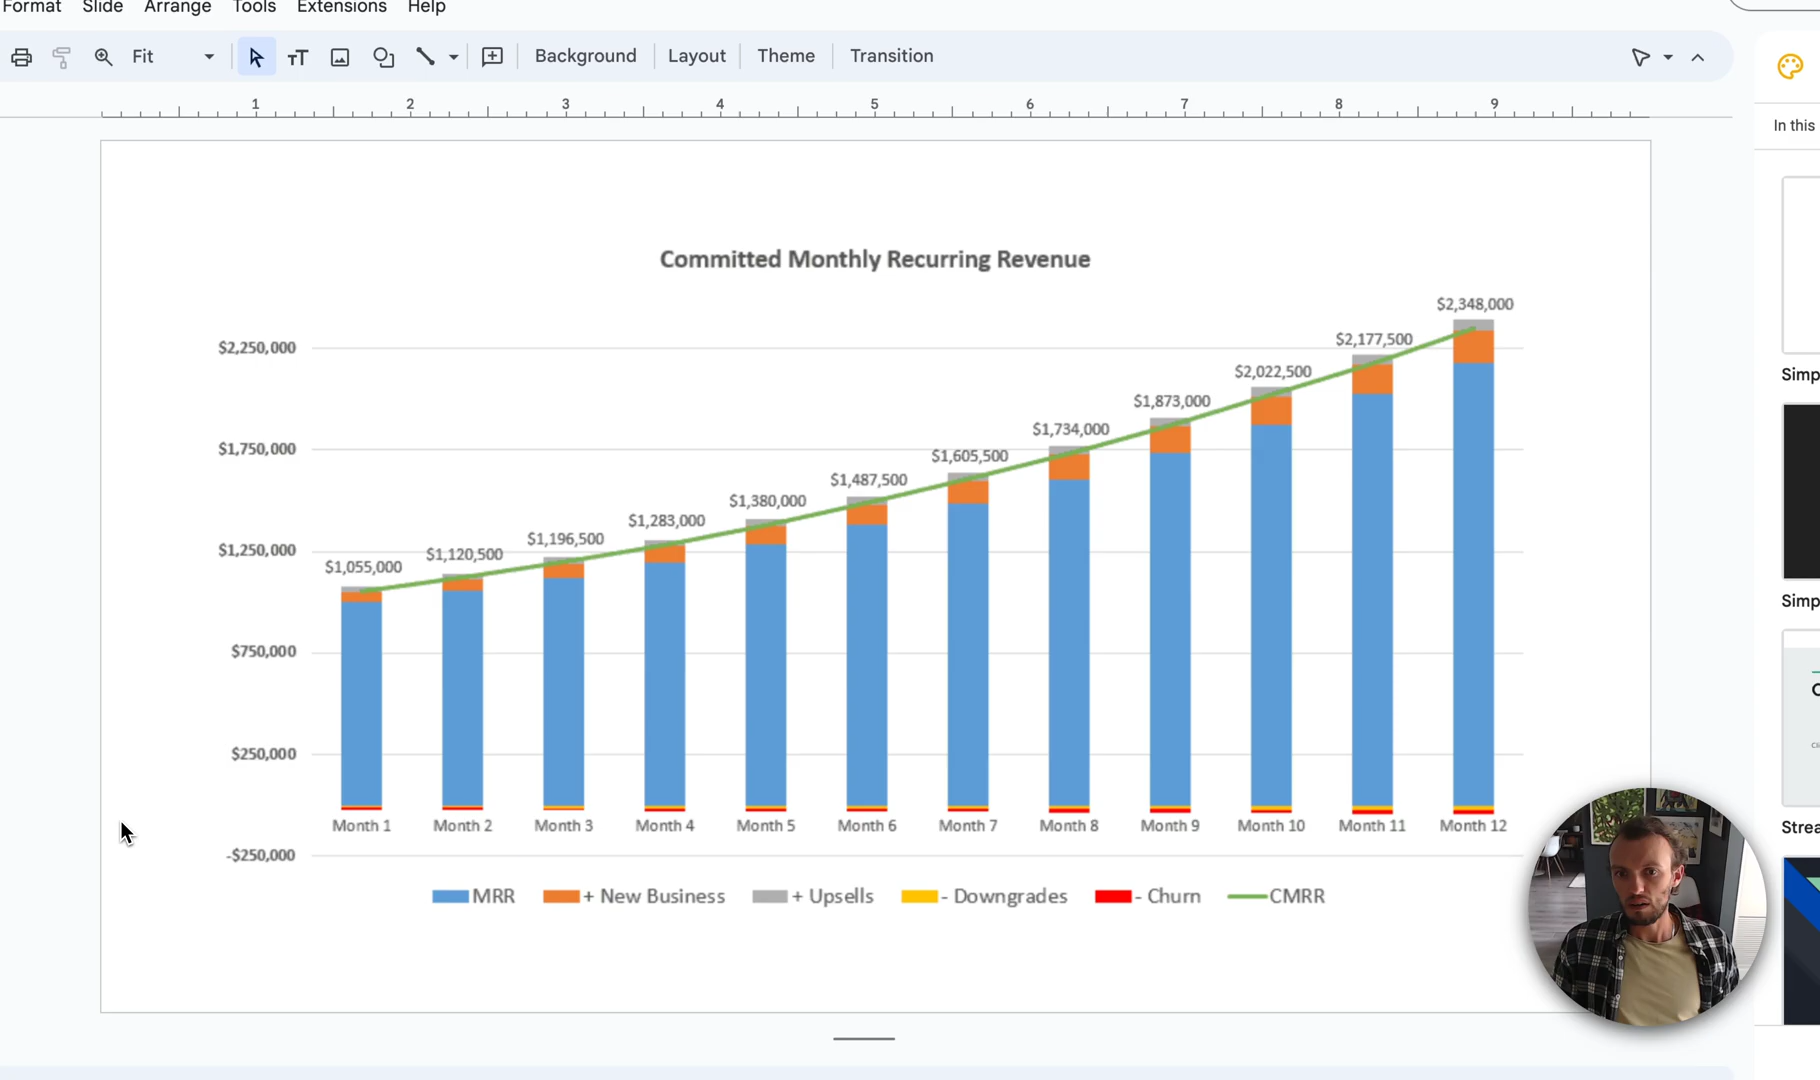 Format Slide Arrange Tools Extensions Help
Fit Background Layout Theme Transition
1 2 3 4 5 6 7 8 9
In this
Committed Monthly Recurring Revenue
$2,348,000
$2,250,000
$2,177,500
$2,022,500
$1,873,000
$1,750,000
$1,734,000
$1,605,500
$1,487,500
$1,380,000
$1,283,000
$1,196,500
$1,250,000
$1,120,500
$1,055,000
$750,000
$250,000
Month 1 Month 2 Month 3 Month 4 Month 5 Month 6 Month 7 Month 8 Month 9 Month 10 Month 11 Month 12
-$250,000
MRR + New Business + Upsells - Downgrades - Churn CMRR
Simp
Simp
Strea